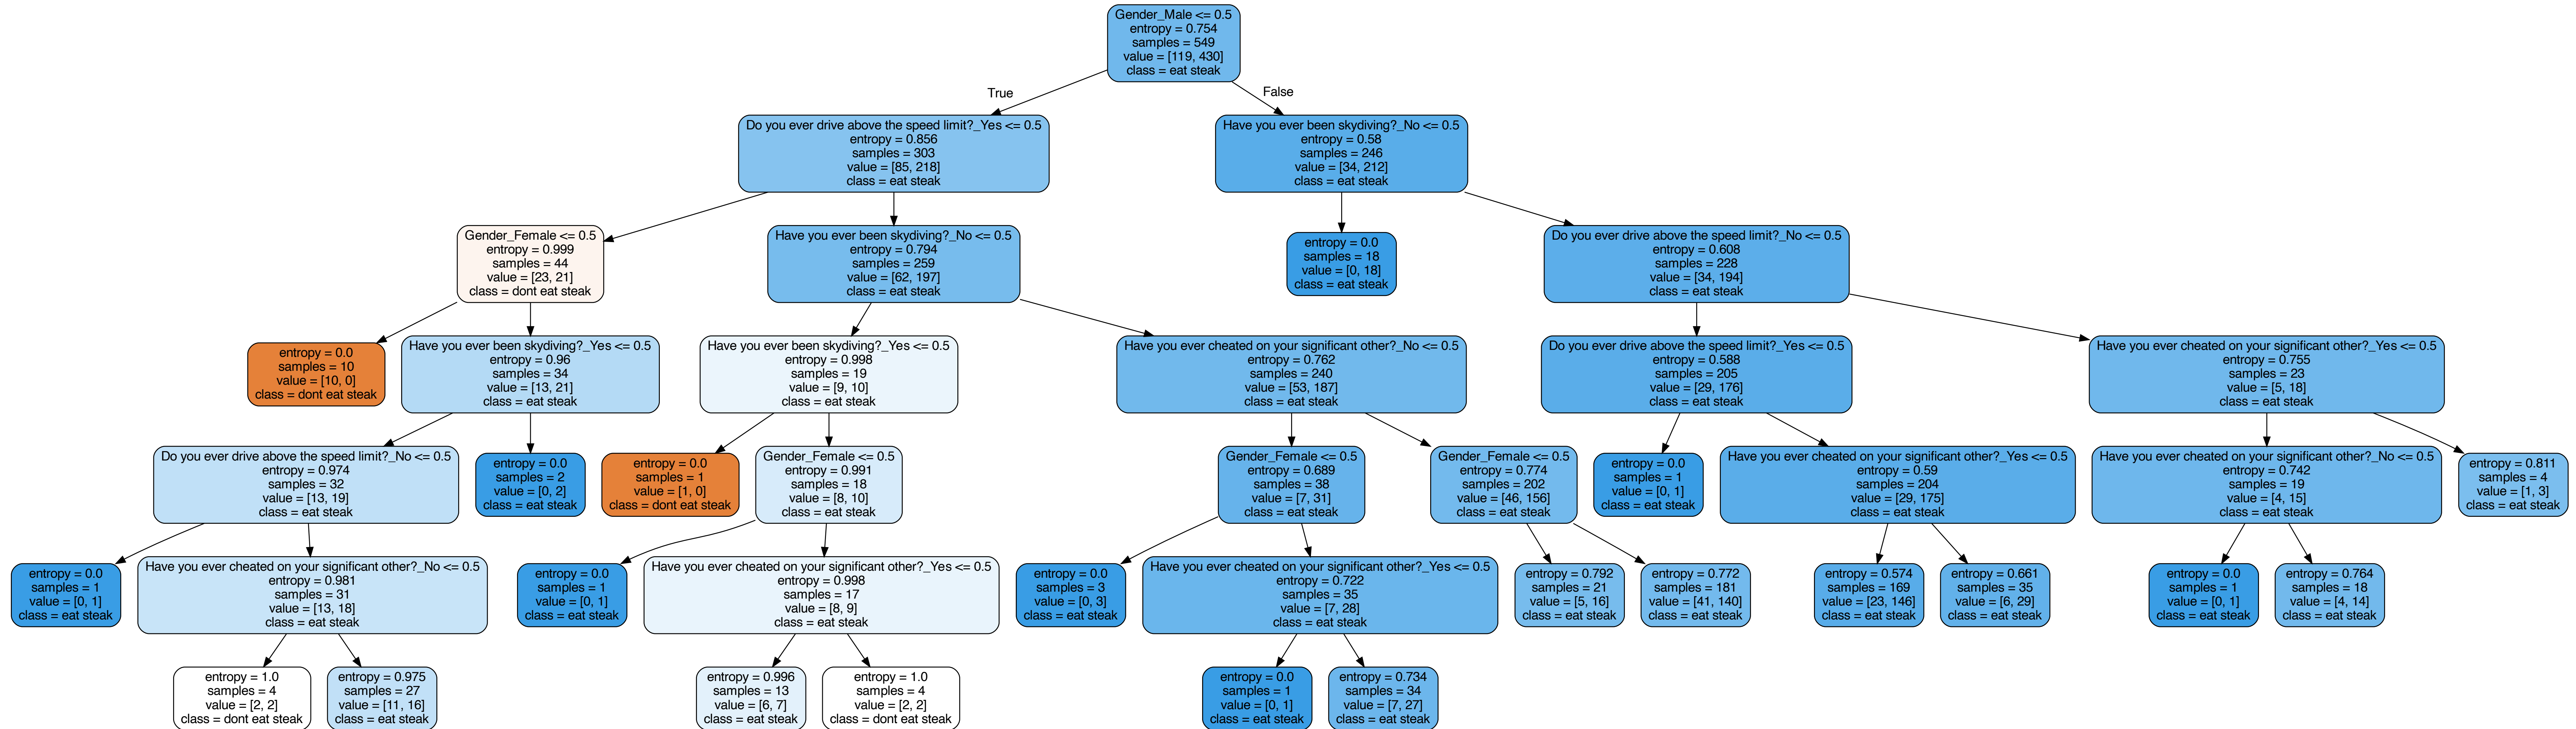 Gender_Male <= 0.5
entropy = 0.754
samples = 549
value = [119, 430]
class = eat steak
True
False
Do you ever drive above the speed limit?_Yes <= 0.5
entropy = 0.856
samples = 303
value = [85, 218]
class = eat steak
Have you ever been skydiving?_No <= 0.5
entropy = 0.58
samples = 246
value = [34, 212]
class = eat steak
Gender_Female <= 0.5
entropy = 0.999
samples = 44
value = [23, 21]
class = dont eat steak
Have you ever been skydiving?_No <= 0.5
entropy = 0.794
samples = 259
value = [62, 197]
class = eat steak
entropy = 0.0
samples = 18
value = [0, 18]
class = eat steak
Do you ever drive above the speed limit?_No <= 0.5
entropy = 0.608
samples = 228
value = [34, 194]
class = eat steak
entropy = 0.0
samples = 10
value = [10, 0]
class = dont eat steak
Have you ever been skydiving?_Yes <= 0.5
entropy = 0.96
samples = 34
value = [13, 21]
class = eat steak
Have you ever been skydiving?_Yes <= 0.5
entropy = 0.998
samples = 19
value = [9, 10]
class = eat steak
Have you ever cheated on your significant other?_No <= 0.5
entropy = 0.762
samples = 240
value = [53, 187]
class = eat steak
Do you ever drive above the speed limit?_Yes <= 0.5
entropy = 0.588
samples = 205
value = [29, 176]
class = eat steak
Have you ever cheated on your significant other?_Yes <= 0.5
entropy = 0.755
samples = 23
value = [5, 18]
class = eat steak
Do you ever drive above the speed limit?_No <= 0.5
entropy = 0.974
samples = 32
value = [13, 19]
class = eat steak
entropy = 0.0
samples = 2
value = [0, 2]
class = eat steak
entropy = 0.0
samples = 1
value = [1, 0]
class = dont eat steak
Gender_Female <= 0.5
entropy = 0.991
samples = 18
value = [8, 10]
class = eat steak
Gender_Female <= 0.5
entropy = 0.689
samples = 38
value = [7, 31]
class = eat steak
Gender_Female <= 0.5
entropy = 0.774
samples = 202
value = [46, 156]
class = eat steak
entropy = 0.0
samples = 1
value = [0, 1]
class = eat steak
Have you ever cheated on your significant other?_Yes <= 0.5
entropy = 0.59
samples = 204
value = [29, 175]
class = eat steak
Have you ever cheated on your significant other?_No <= 0.5
entropy = 0.742
samples = 19
value = [4, 15]
class = eat steak
entropy = 0.811
samples = 4
value = [1, 3]
class = eat steak
entropy = 0.0
samples = 1
value = [0, 1]
class = eat steak
Have you ever cheated on your significant other?_No <= 0.5
entropy = 0.981
samples = 31
value = [13, 18]
class = eat steak
entropy = 0.0
samples = 1
value = [0, 1]
class = eat steak
Have you ever cheated on your significant other?_Yes <= 0.5
entropy = 0.998
samples = 17
value = [8, 9]
class = eat steak
entropy = 0.0
samples = 3
value = [0, 3]
class = eat steak
Have you ever cheated on your significant other?_Yes <= 0.5
entropy = 0.722
samples = 35
value = [7, 28]
class = eat steak
entropy = 0.792
samples = 21
value = [5, 16]
class = eat steak
entropy = 0.772
samples = 181
value = [41, 140]
class = eat steak
entropy = 0.574
samples = 169
value = [23, 146]
class = eat steak
entropy = 0.661
samples = 35
value = [6, 29]
class = eat steak
entropy = 0.0
samples = 1
value = [0, 1]
class = eat steak
entropy = 0.764
samples = 18
value = [4, 14]
class = eat steak
entropy = 1.0
samples = 4
value = [2, 2]
class = dont eat steak
entropy = 0.975
samples = 27
value = [11, 16]
class = eat steak
entropy = 0.996
samples = 13
value = [6, 7]
class = eat steak
entropy = 1.0
samples = 4
value = [2, 2]
class = dont eat steak
entropy = 0.0
samples = 1
value = [0, 1]
class = eat steak
entropy = 0.734
samples = 34
value = [7, 27]
class = eat steak